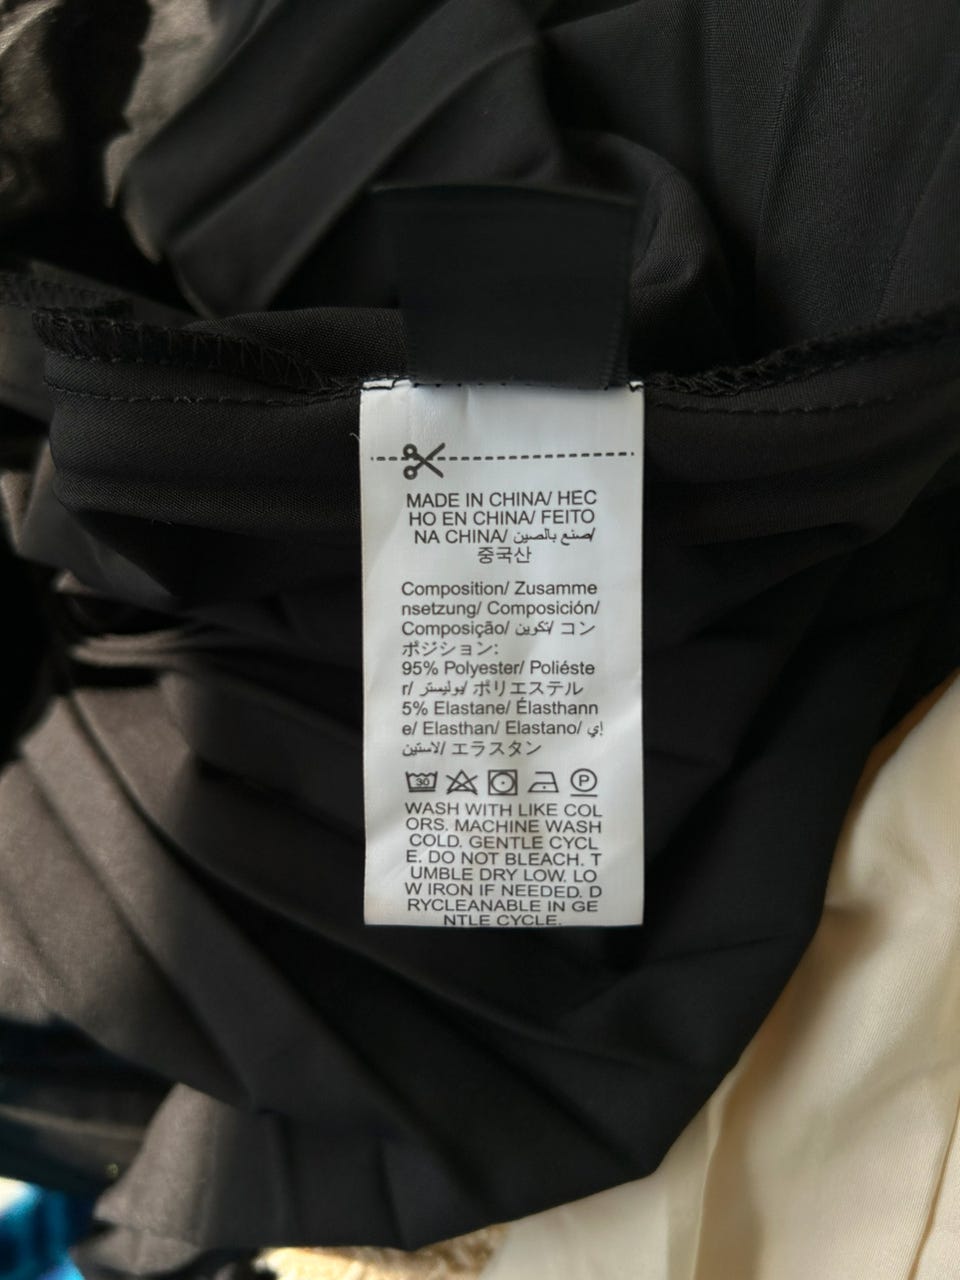 MADE IN CHINA/ HEC
HO EN CHINA/ FEITO
NA CHINA/ صنع بالصين/
중국산
Composition/ Zusamme
nsetzung/ Composición/
Composição/ تكوين/ コン
ポジション:
95% Polyester/ Poliéste
r/ بوليستر/ ポリエステル
5% Elastane/ Élasthann
e/ Elasthan/ Elastano/ إي
لاستين/ エラスタン
30 P
WASH WITH LIKE COL
ORS. MACHINE WASH
COLD. GENTLE CYCL
E. DO NOT BLEACH. T
UMBLE DRY LOW. LO
W IRON IF NEEDED. D
RYCLEANABLE IN GE
NTLE CYCLE.